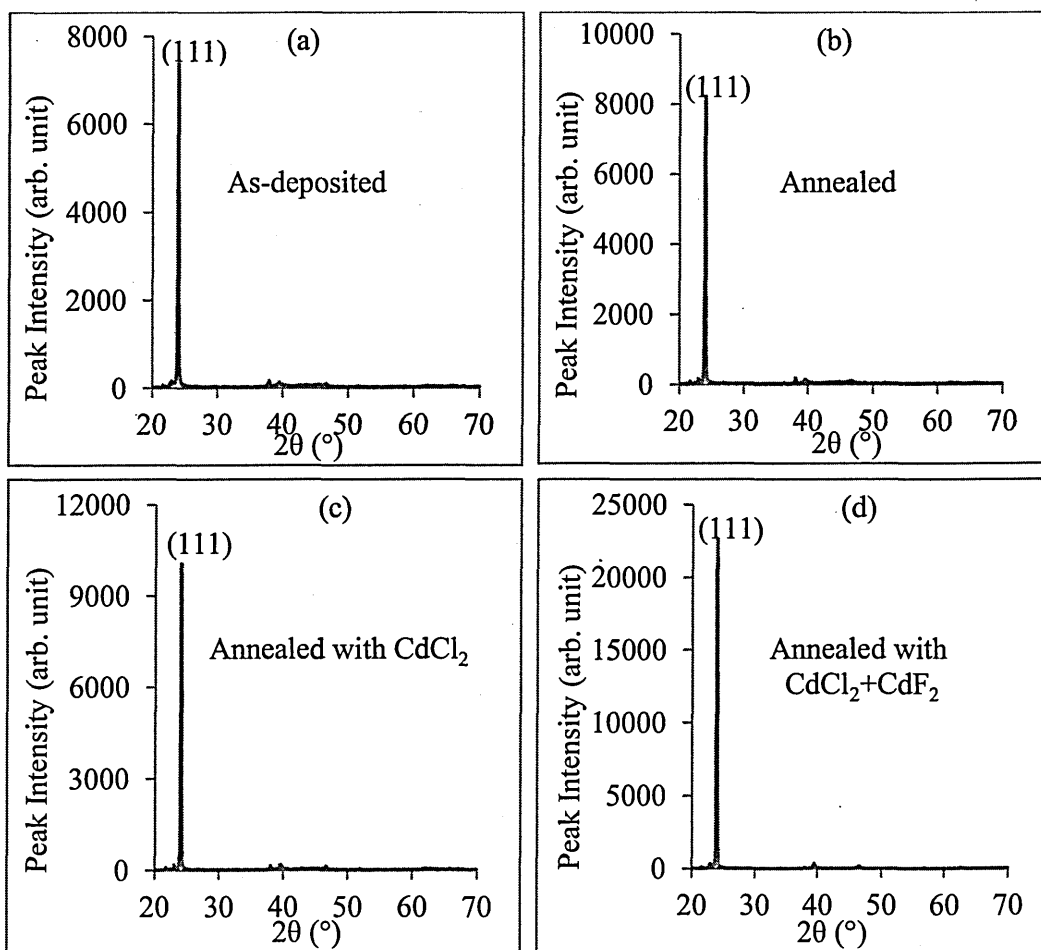 (a)
8000
(111)
6000
As-deposited
4000
2000
0
20 30 40 50 60 70
2θ (°)
Peak Intensity (arb. unit)
(b)
10000
(111)
8000
Annealed
6000
4000
2000
0
20 30 40 50 60 70
2θ (°)
Peak Intensity (arb. unit)
(c)
12000
(111)
9000
Annealed with CdCl₂
6000
3000
0
20 30 40 50 60 70
2θ (°)
Peak Intensity (arb. unit)
(d)
25000
(111)
20000
Annealed with
CdCl₂+CdF₂
15000
10000
5000
0
20 30 40 50 60 70
2θ (°)
Peak Intensity (arb. unit)